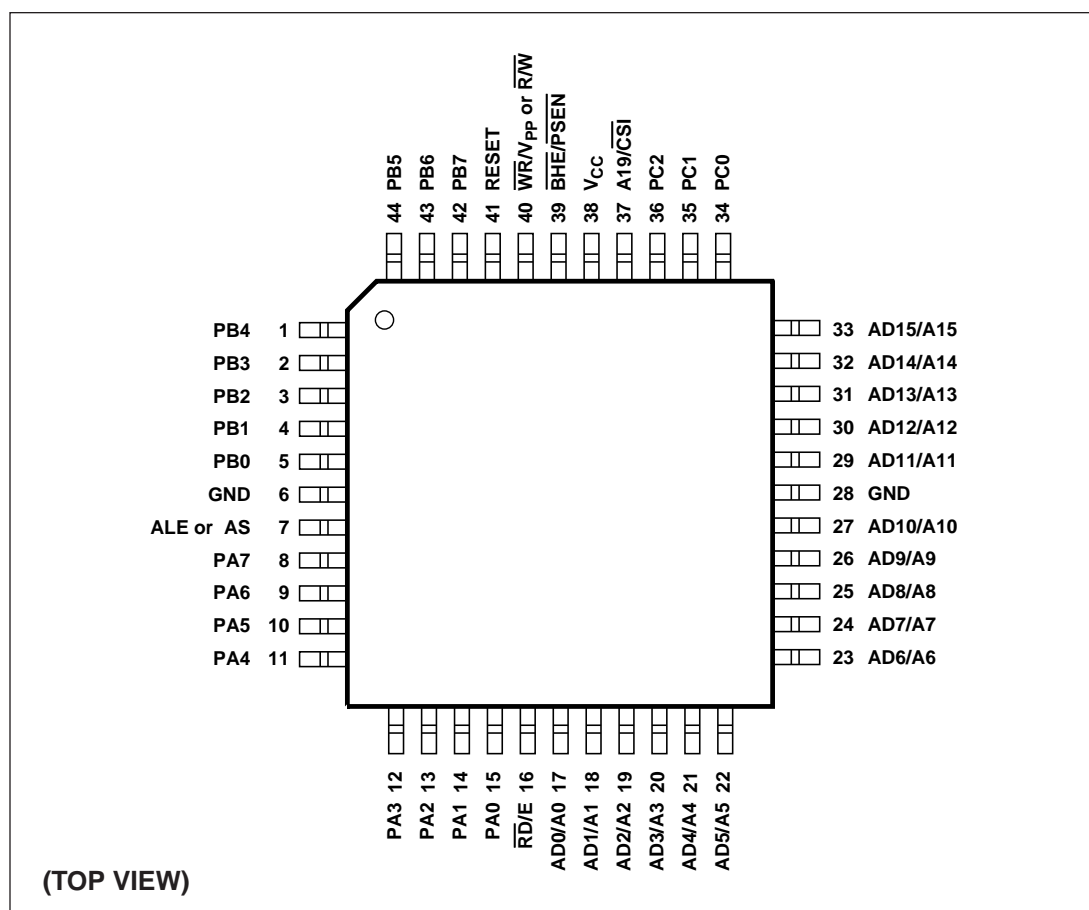 44 PB5
43 PB6
42 PB7
41 RESET
40 W̅R̅/VPP or R̅/̅W̅
39 B̅H̅E̅/P̅S̅E̅N̅
38 VCC
37 A19/C̅S̅I̅
36 PC2
35 PC1
34 PC0
PB4 1
PB3 2
PB2 3
PB1 4
PB0 5
GND 6
ALE or AS 7
PA7 8
PA6 9
PA5 10
PA4 11
33 AD15/A15
32 AD14/A14
31 AD13/A13
30 AD12/A12
29 AD11/A11
28 GND
27 AD10/A10
26 AD9/A9
25 AD8/A8
24 AD7/A7
23 AD6/A6
PA3 12
PA2 13
PA1 14
PA0 15
R̅D̅/E 16
AD0/A0 17
AD1/A1 18
AD2/A2 19
AD3/A3 20
AD4/A4 21
AD5/A5 22
(TOP VIEW)